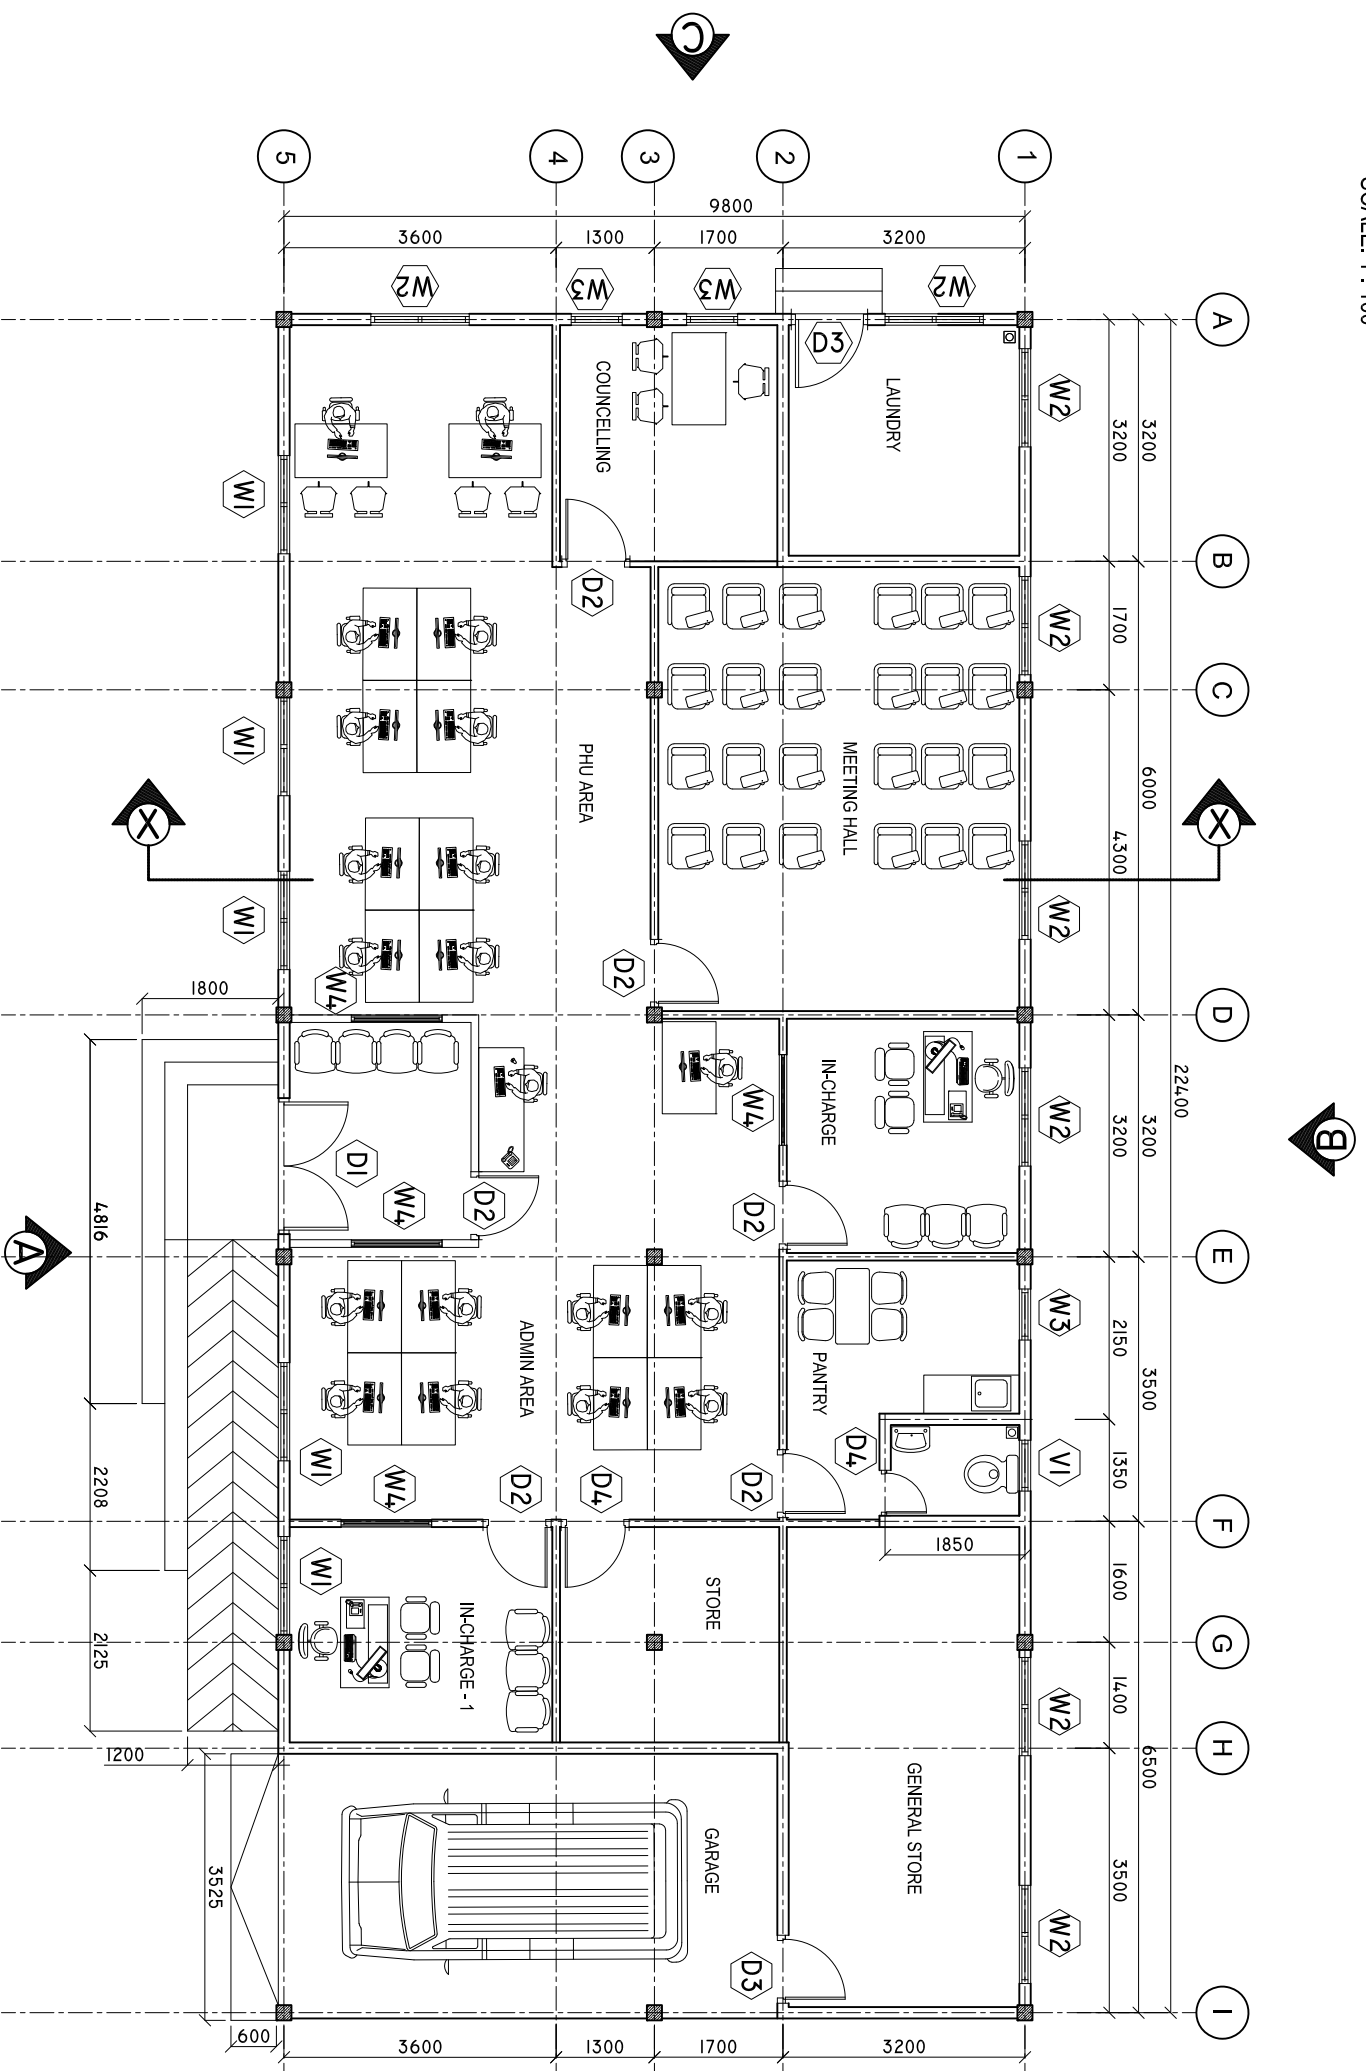 C
5
4
3
2
1
9800
3600
1300
1700
3200
W2
W3
W3
W2
A
D3
COUNCELLING
LAUNDRY
W2
3200
3200
W1
B
D2
W2
1700
C
W1
PHU AREA
MEETING HALL
6000
X
X
4300
W1
W2
D2
W4
1800
D
22400
IN-CHARGE
W4
W2
3200
3200
B
D1
W4
D2
D2
4816
A
E
W3
2150
3500
ADMIN AREA
PANTRY
D4
V1
1350
W1
W4
D2
D4
D2
2208
F
1850
W1
STORE
1600
IN-CHARGE - 1
2125
G
W2
1400
H
6500
1200
GENERAL STORE
GARAGE
3525
3500
W2
D3
I
600
3600
1300
1700
3200